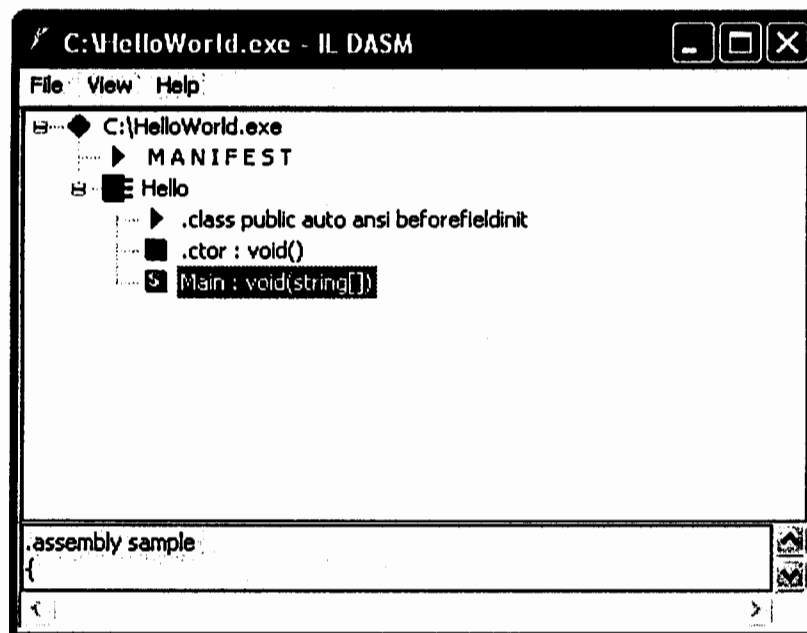 C:\HelloWorld.exe - IL DASM
File View Help
C:\HelloWorld.exe
MANIFEST
Hello
.class public auto ansi beforefieldinit
.ctor : void()
S Main : void(string[])
.assembly sample
{